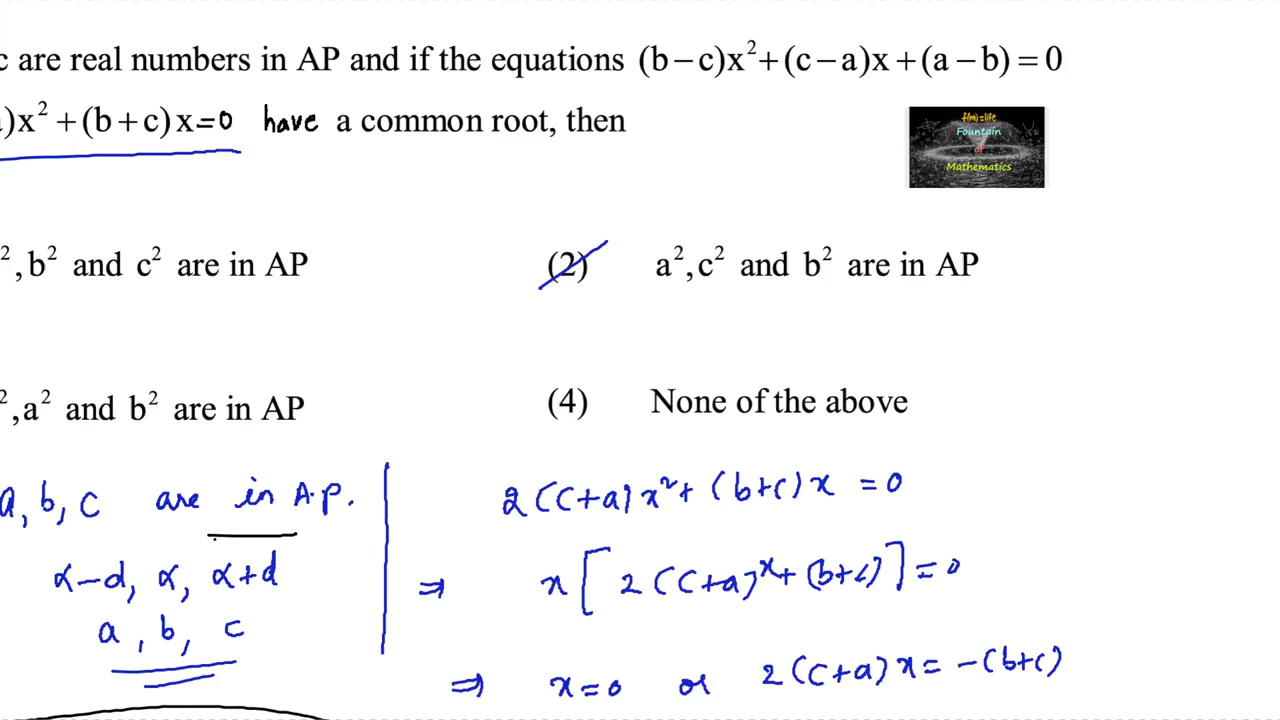 c are real numbers in AP and if the equations (b − c)x² + (c − a)x + (a − b) = 0
)x² + (b + c)x = 0 have a common root, then
f(m)=life
Fountain
of
Mathematics
², b² and c² are in AP
(2) a², c² and b² are in AP
², a² and b² are in AP
(4) None of the above
a, b, c are in A.P.
α−d, α, α+d
a, b, c
2(c+a)x² + (b+c)x = 0
⇒ x[2(c+a)x + (b+c)] = 0
⇒ x=0 or 2(c+a)x = −(b+c)